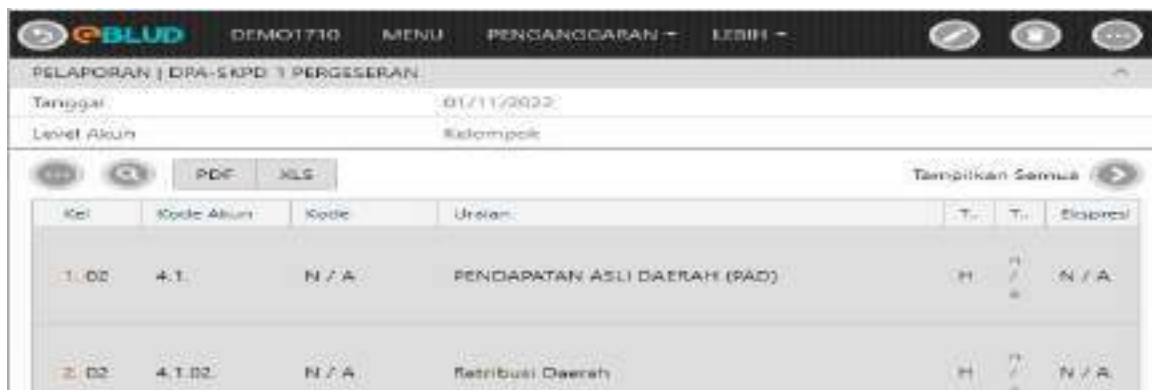 eBLUD DEMO1710 MENU PENGANGGARAN LEBIH
PELAPORAN | DPA-SKPD 1 PERGESERAN
Tanggal 01/11/2022
Level Akun Kelompok
PDF XLS Tampilkan Semua
Kel Kode Akun Kode Uraian T.. T.. Ekspresi
1. 02 4.1. N / A PENDAPATAN ASLI DAERAH (PAD) H n / a N / A
2. 02 4.1.02. N / A Retribusi Daerah H n / N / A